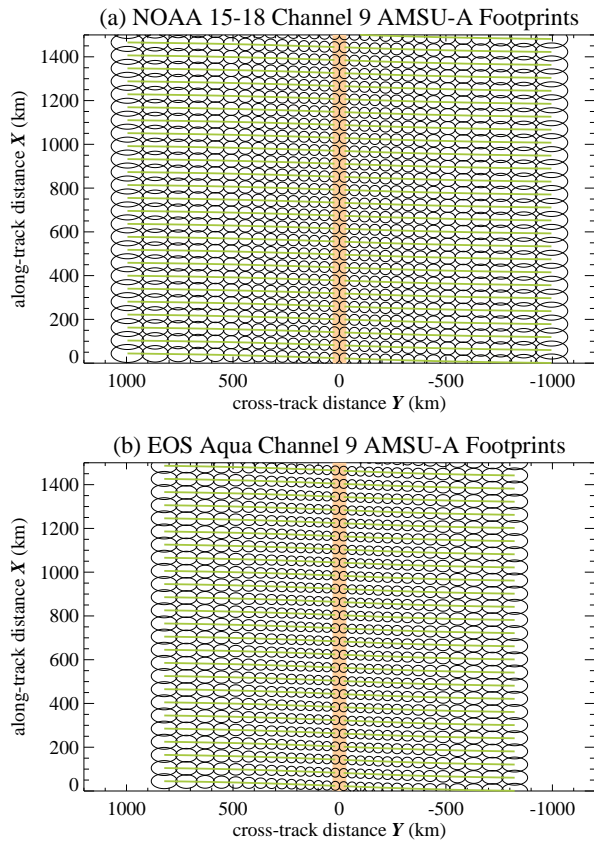 (a) NOAA 15-18 Channel 9 AMSU-A Footprints
1400
1200
1000
800
600
400
200
0
along-track distance X (km)
1000 500 0 -500 -1000
cross-track distance Y (km)
(b) EOS Aqua Channel 9 AMSU-A Footprints
1400
1200
1000
800
600
400
200
0
along-track distance X (km)
1000 500 0 -500 -1000
cross-track distance Y (km)